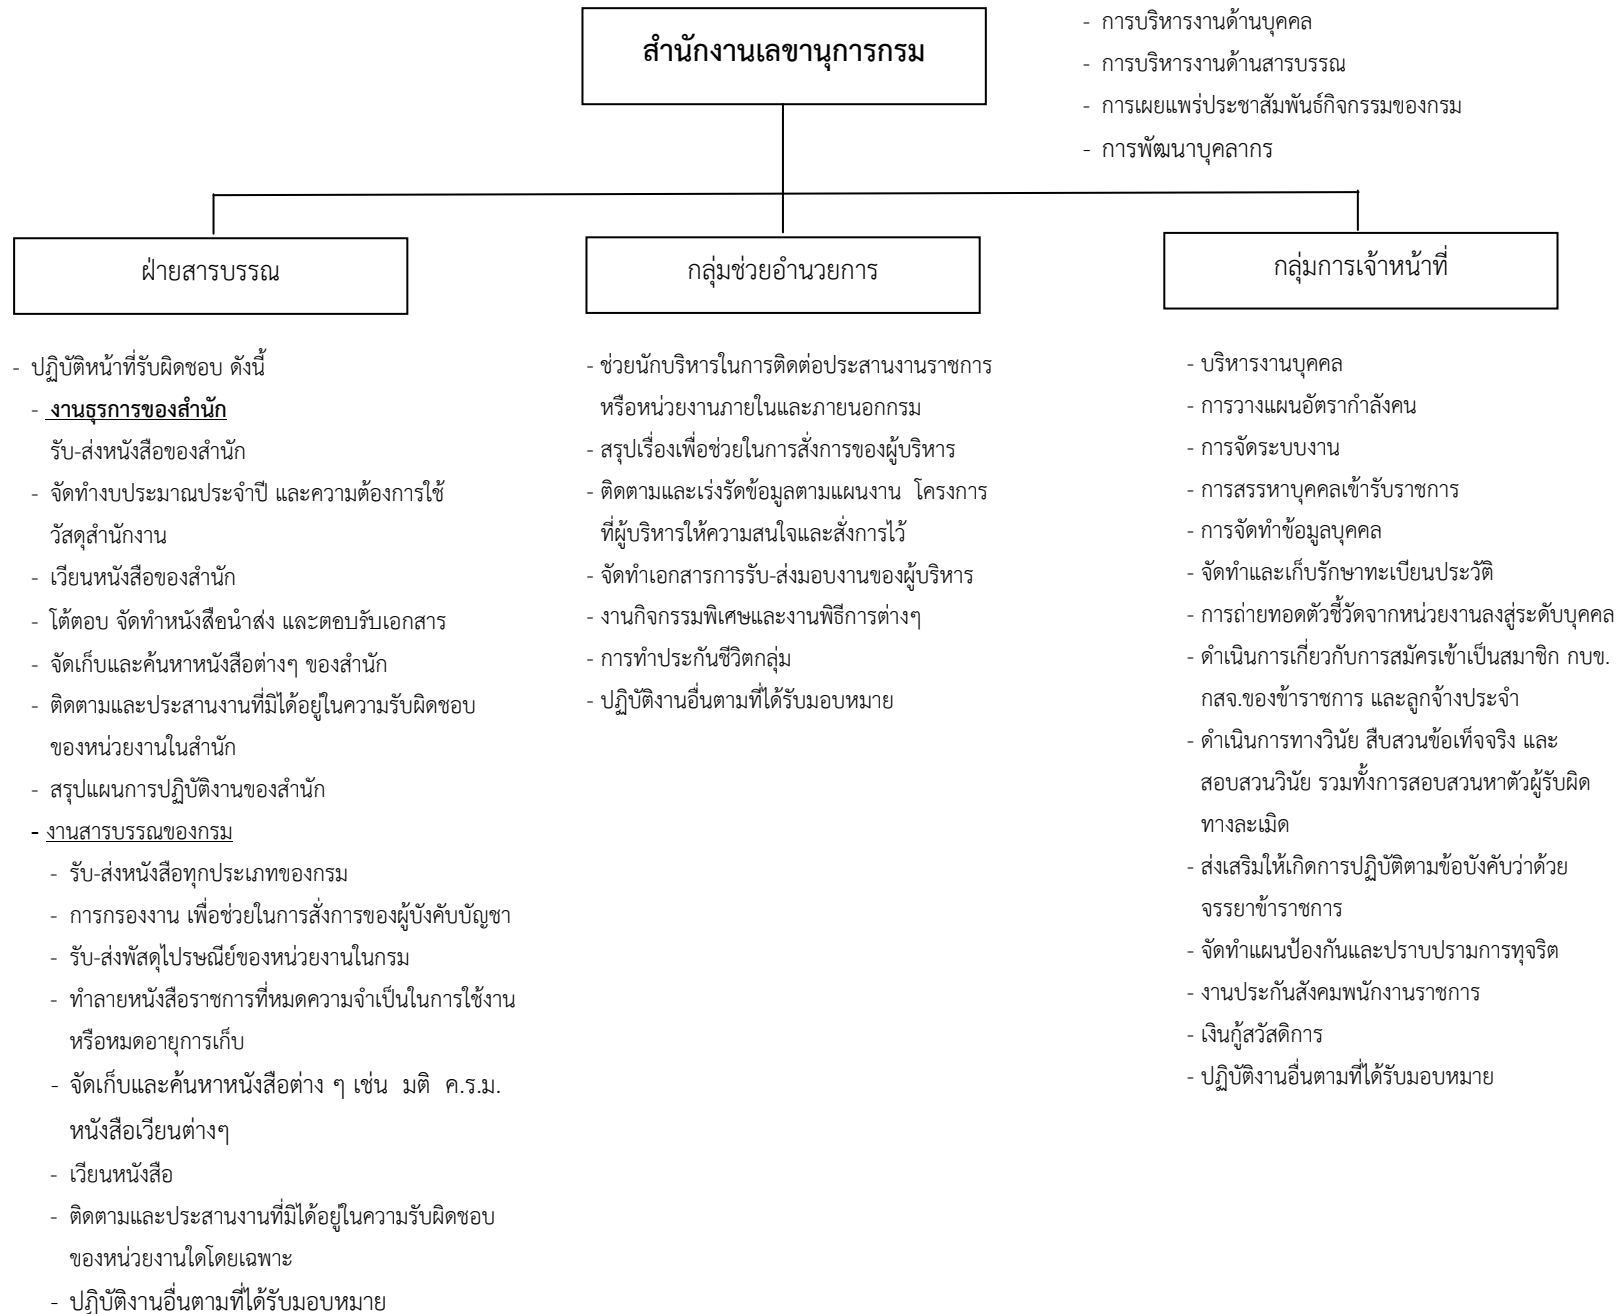 สำนักงานเลขานุการกรม
- การบริหารงานด้านบุคคล
- การบริหารงานด้านสารบรรณ
- การเผยแพร่ประชาสัมพันธ์กิจกรรมของกรม
- การพัฒนาบุคลากร
ฝ่ายสารบรรณ
- ปฏิบัติหน้าที่รับผิดชอบ ดังนี้
- งานธุรการของสำนัก
รับ-ส่งหนังสือของสำนัก
- จัดทำงบประมาณประจำปี และความต้องการใช้
วัสดุสำนักงาน
- เวียนหนังสือของสำนัก
- โต้ตอบ จัดทำหนังสือนำส่ง และตอบรับเอกสาร
- จัดเก็บและค้นหาหนังสือต่างๆ ของสำนัก
- ติดตามและประสานงานที่มิได้อยู่ในความรับผิดชอบ
ของหน่วยงานในสำนัก
- สรุปแผนการปฏิบัติงานของสำนัก
- งานสารบรรณของกรม
- รับ-ส่งหนังสือทุกประเภทของกรม
- การกรองงาน เพื่อช่วยในการสั่งการของผู้บังคับบัญชา
- รับ-ส่งพัสดุไปรษณีย์ของหน่วยงานในกรม
- ทำลายหนังสือราชการที่หมดความจำเป็นในการใช้งาน
หรือหมดอายุการเก็บ
- จัดเก็บและค้นหาหนังสือต่าง ๆ เช่น มติ ค.ร.ม.
หนังสือเวียนต่างๆ
- เวียนหนังสือ
- ติดตามและประสานงานที่มิได้อยู่ในความรับผิดชอบ
ของหน่วยงานใดโดยเฉพาะ
- ปฏิบัติงานอื่นตามที่ได้รับมอบหมาย
กลุ่มช่วยอำนวยการ
- ช่วยนักบริหารในการติดต่อประสานงานราชการ
หรือหน่วยงานภายในและภายนอกกรม
- สรุปเรื่องเพื่อช่วยในการสั่งการของผู้บริหาร
- ติดตามและเร่งรัดข้อมูลตามแผนงาน โครงการ
ที่ผู้บริหารให้ความสนใจและสั่งการไว้
- จัดทำเอกสารการรับ-ส่งมอบงานของผู้บริหาร
- งานกิจกรรมพิเศษและงานพิธีการต่างๆ
- การทำประกันชีวิตกลุ่ม
- ปฏิบัติงานอื่นตามที่ได้รับมอบหมาย
กลุ่มการเจ้าหน้าที่
- บริหารงานบุคคล
- การวางแผนอัตรากำลังคน
- การจัดระบบงาน
- การสรรหาบุคคลเข้ารับราชการ
- การจัดทำข้อมูลบุคคล
- จัดทำและเก็บรักษาทะเบียนประวัติ
- การถ่ายทอดตัวชี้วัดจากหน่วยงานลงสู่ระดับบุคคล
- ดำเนินการเกี่ยวกับการสมัครเข้าเป็นสมาชิก กบข.
กสจ.ของข้าราชการ และลูกจ้างประจำ
- ดำเนินการทางวินัย สืบสวนข้อเท็จจริง และ
สอบสวนวินัย รวมทั้งการสอบสวนหาตัวผู้รับผิด
ทางละเมิด
- ส่งเสริมให้เกิดการปฏิบัติตามข้อบังคับว่าด้วย
จรรยาข้าราชการ
- จัดทำแผนป้องกันและปราบปรามการทุจริต
- งานประกันสังคมพนักงานราชการ
- เงินกู้สวัสดิการ
- ปฏิบัติงานอื่นตามที่ได้รับมอบหมาย